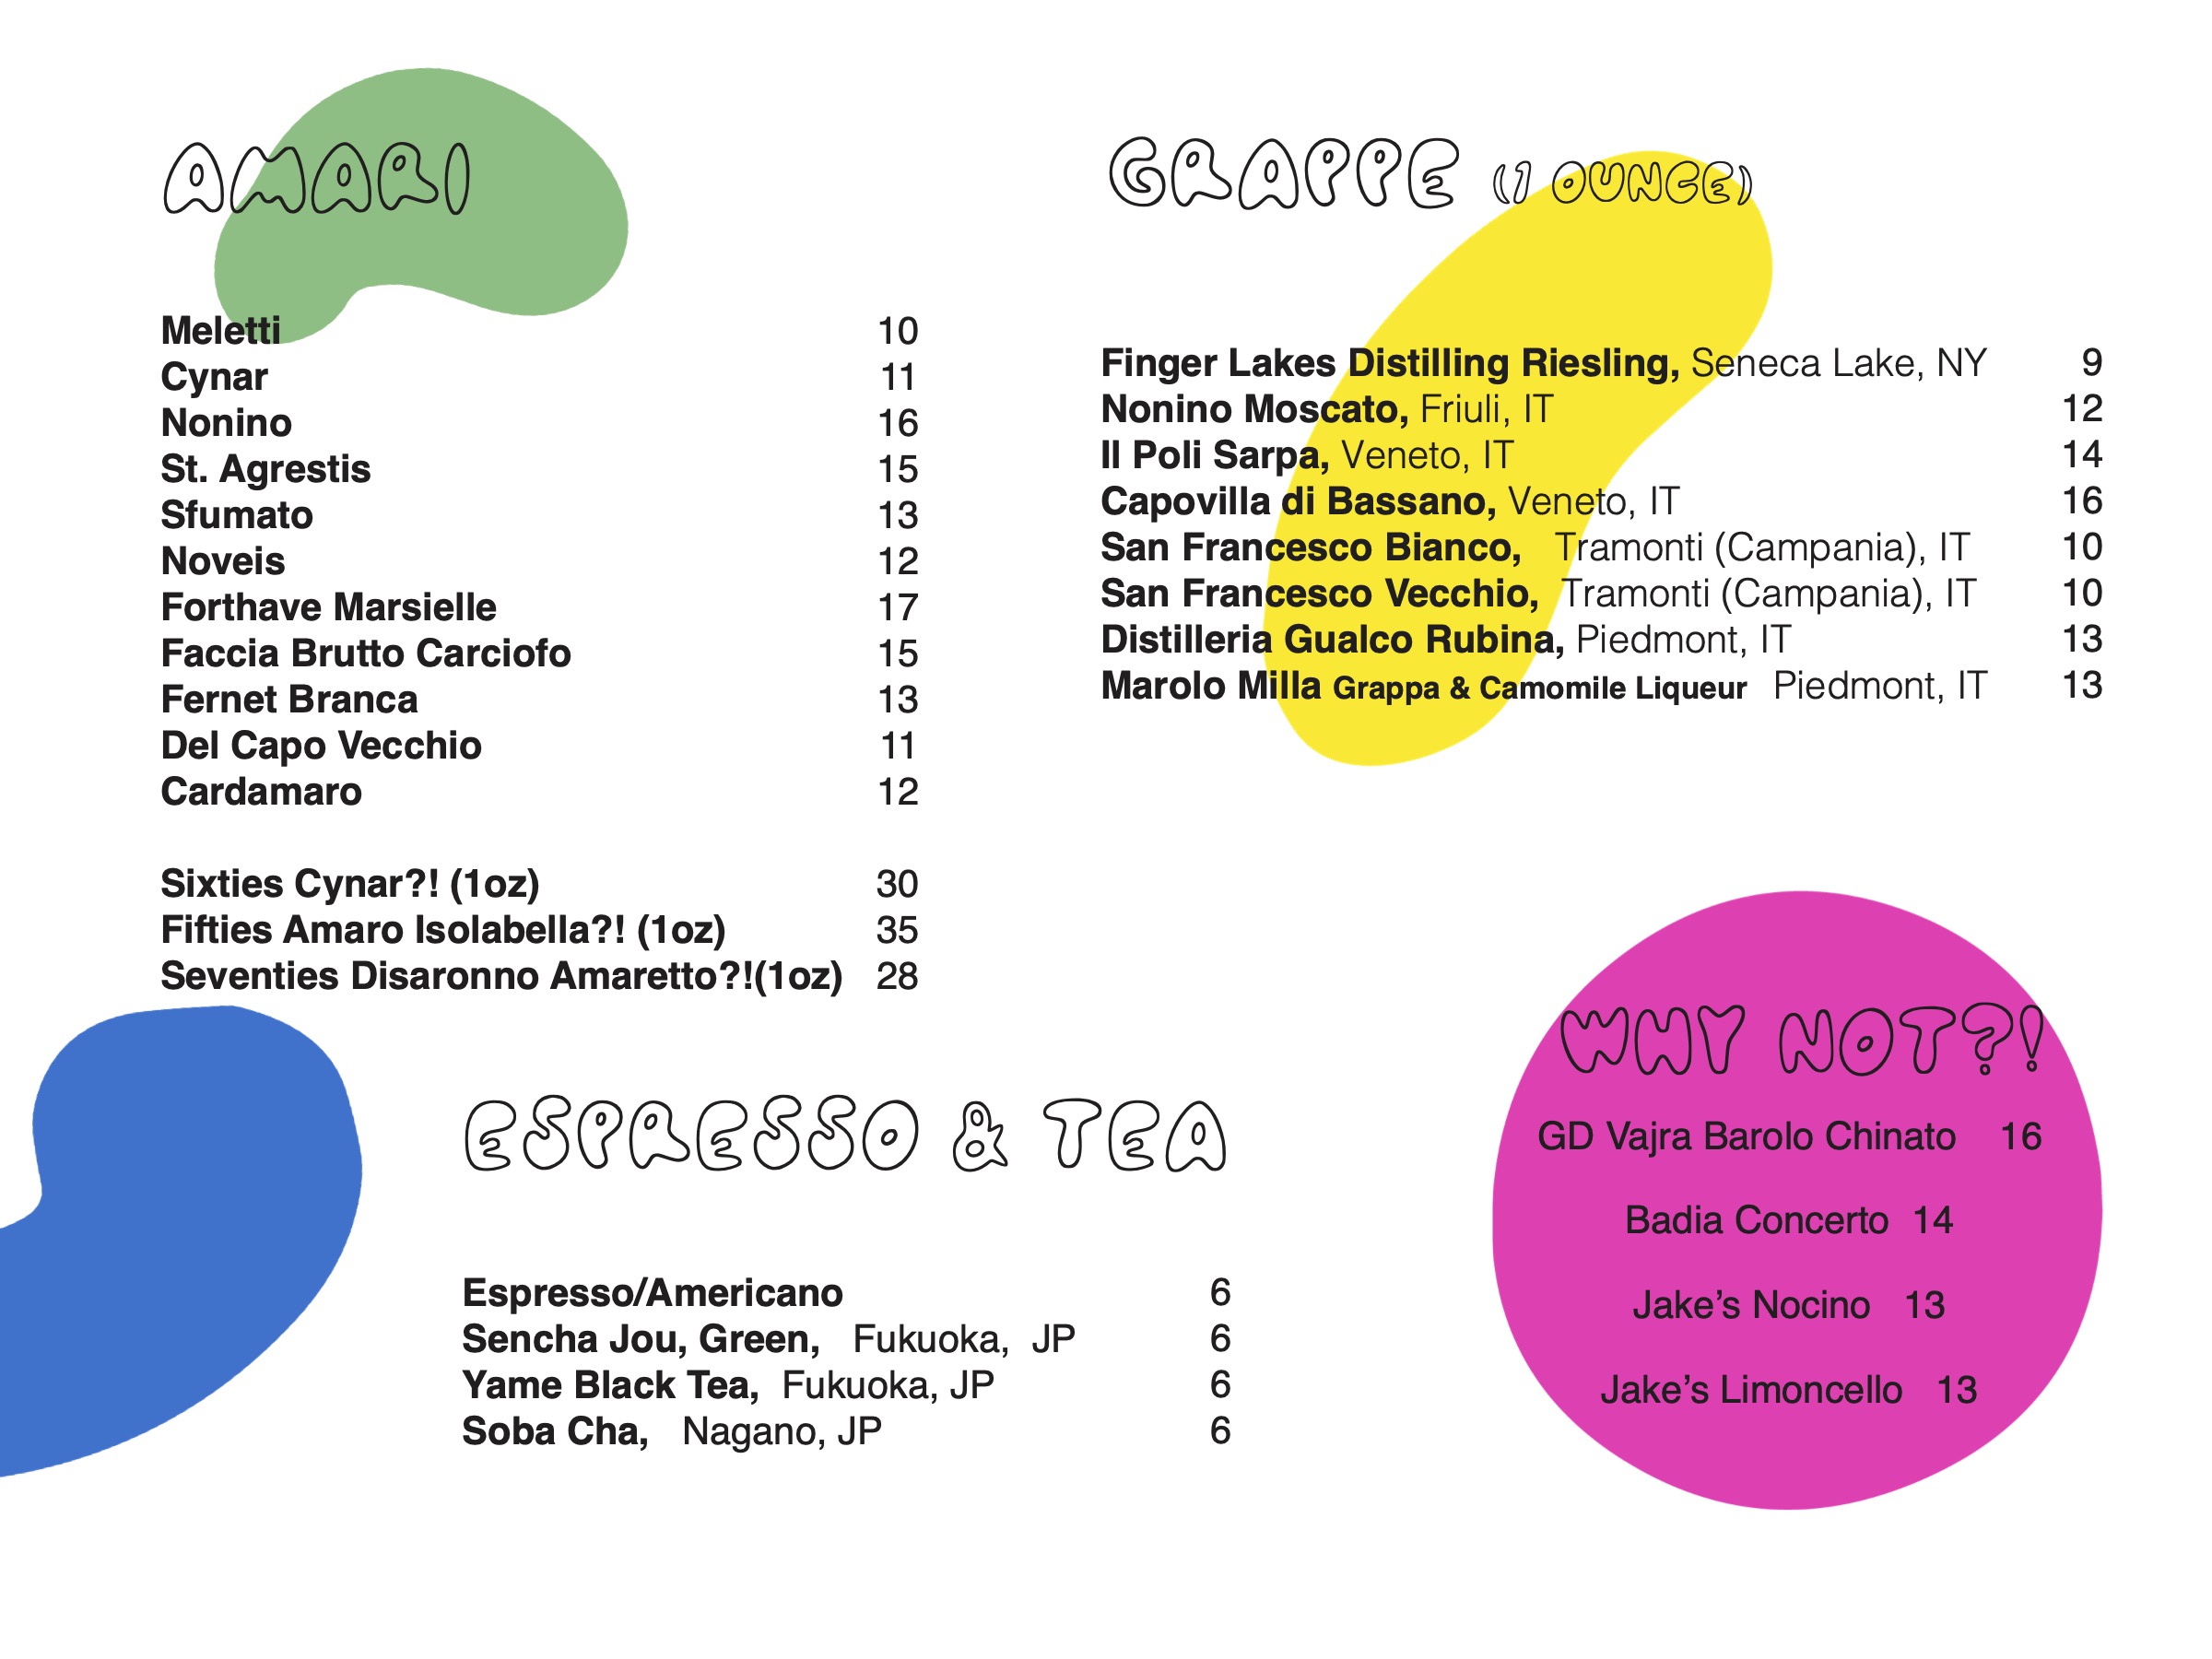 AMARI
Meletti 10
Cynar 11
Nonino 16
St. Agrestis 15
Sfumato 13
Noveis 12
Forthave Marsielle 17
Faccia Brutto Carciofo 15
Fernet Branca 13
Del Capo Vecchio 11
Cardamaro 12
Sixties Cynar?! (1oz) 30
Fifties Amaro Isolabella?! (1oz) 35
Seventies Disaronno Amaretto?!(1oz) 28
GRAPPE (1 OUNCE)
Finger Lakes Distilling Riesling, Seneca Lake, NY 9
Nonino Moscato, Friuli, IT 12
Il Poli Sarpa, Veneto, IT 14
Capovilla di Bassano, Veneto, IT 16
San Francesco Bianco, Tramonti (Campania), IT 10
San Francesco Vecchio, Tramonti (Campania), IT 10
Distilleria Gualco Rubina, Piedmont, IT 13
Marolo Milla Grappa & Camomile Liqueur Piedmont, IT 13
ESPRESSO & TEA
Espresso/Americano 6
Sencha Jou, Green, Fukuoka, JP 6
Yame Black Tea, Fukuoka, JP 6
Soba Cha, Nagano, JP 6
WHY NOT?!
GD Vajra Barolo Chinato 16
Badia Concerto 14
Jake’s Nocino 13
Jake’s Limoncello 13